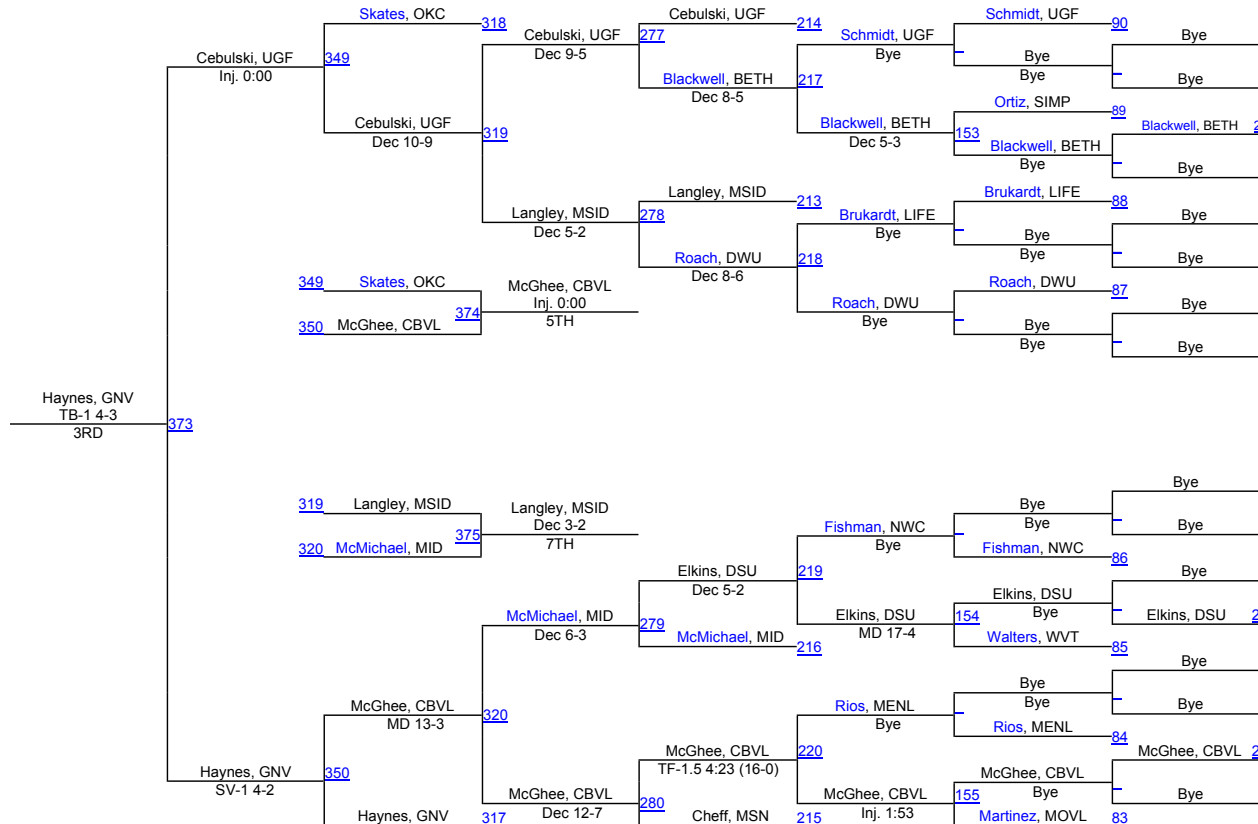 Skates, OKC 318 Cebulski, UGF 214 Schmidt, UGF 90
Cebulski, UGF 277 Schmidt, UGF Bye
Cebulski, UGF 349 Dec 9-5 Bye - Bye
Inj. 0:00 Blackwell, BETH 217 Bye - Bye
Dec 8-5
Ortiz, SIMP 89
Cebulski, UGF 319 Blackwell, BETH 153 Blackwell, BETH 2
Dec 10-9 Dec 5-3 Blackwell, BETH -
Bye Bye
Langley, MSID 213 Brukardt, LIFE 88
Langley, MSID 278 Brukardt, LIFE Bye
Dec 5-2 Bye - Bye -
Roach, DWU 218 Bye Bye
Dec 8-6
349 Skates, OKC McGhee, CBVL Roach, DWU 87
374 Inj. 0:00 Roach, DWU - Bye
350 McGhee, CBVL 5TH Bye Bye -
Bye Bye
Haynes, GNV
TB-1 4-3 373
3RD
Bye
319 Langley, MSID Langley, MSID Bye
375 Dec 3-2 Fishman, NWC - Bye - Bye
320 McMichael, MID 7TH Bye Fishman, NWC 86
Elkins, DSU 219 Bye
Dec 5-2 Elkins, DSU -
McMichael, MID 279 Elkins, DSU 154 Bye Elkins, DSU 2
Dec 6-3 McMichael, MID 216 MD 17-4 Walters, WVT 85
Bye
Bye
McGhee, CBVL 320 Rios, MENL - Bye - Bye
MD 13-3 Bye Rios, MENL 84
McGhee, CBVL 220 McGhee, CBVL 2
TF-1.5 4:23 (16-0)
Haynes, GNV 350 McGhee, CBVL
SV-1 4-2 McGhee, CBVL 280 McGhee, CBVL 155 Bye - Bye
Haynes, GNV 317 Dec 12-7 Cheff, MSN 215 Inj. 1:53 Martinez, MOVL 83